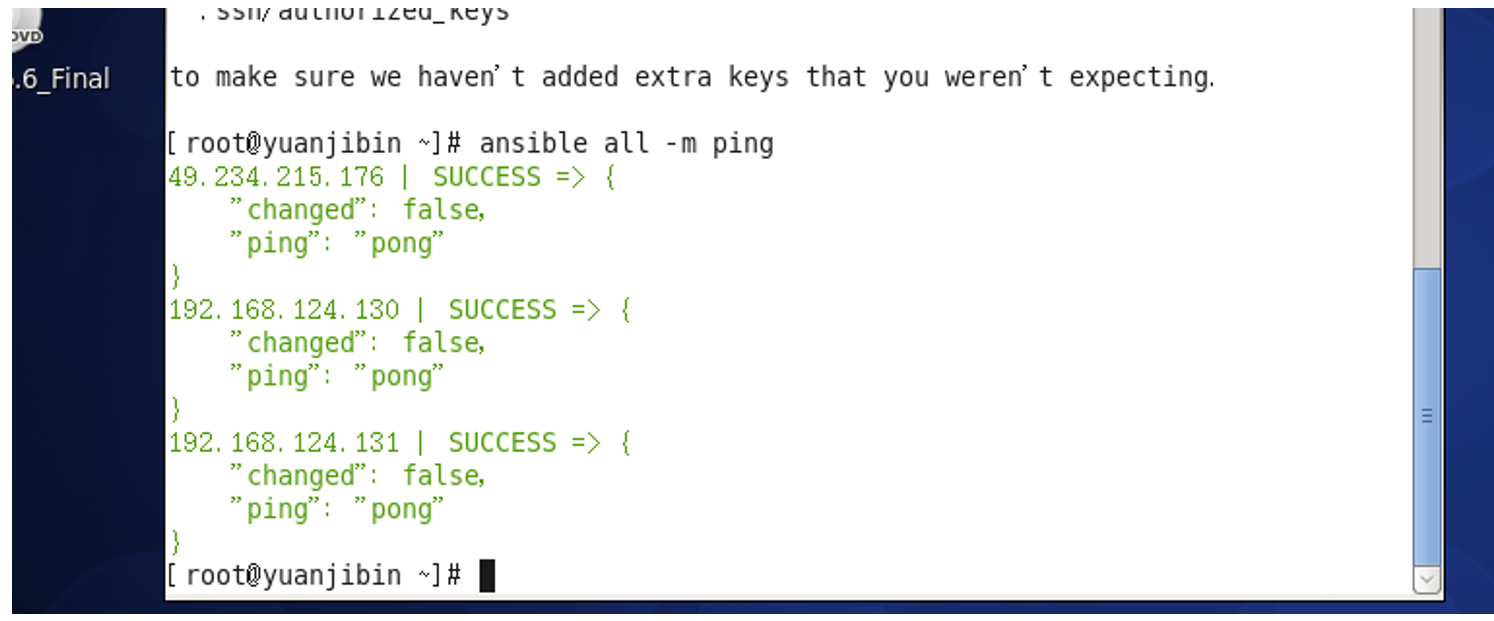 .ssh/authorized_keys
DVD
.6_Final
to make sure we haven't added extra keys that you weren't expecting.
[root@yuanjibin ~]# ansible all -m ping
49.234.215.176 | SUCCESS => {
    "changed": false,
    "ping": "pong"
}
192.168.124.130 | SUCCESS => {
    "changed": false,
    "ping": "pong"
}
192.168.124.131 | SUCCESS => {
    "changed": false,
    "ping": "pong"
}
[root@yuanjibin ~]#